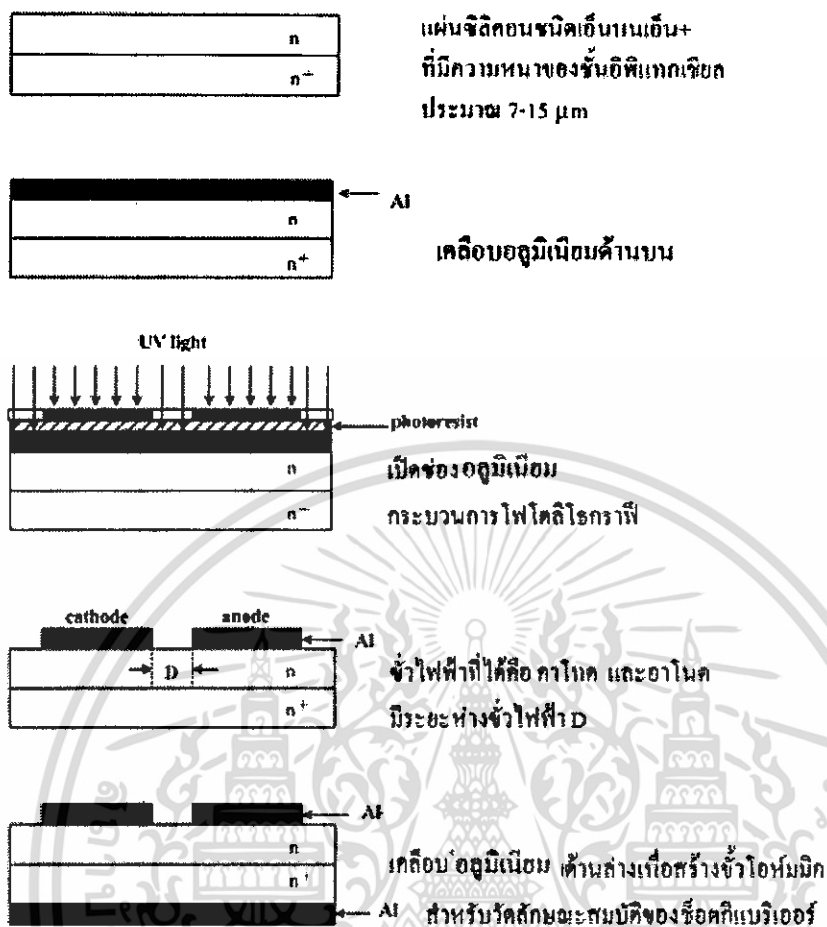 n
n+
แผ่นซิลิคอนชนิดเอ็นบนเอ็น+
ที่มีความหนาของชั้นอิพิแทกเซียล
ประมาณ 7-15 μm
Al
n
n+
เคลือบอลูมิเนียมด้านบน
UV light
photoresist
n
n
เปิดช่องอลูมิเนียม
กระบวนการโฟโตลิโธกราฟี
cathode
anode
Al
D
n
n+
ขั้วไฟฟ้าที่ได้คือ คาโทด และอาโนด
มีระยะห่างขั้วไฟฟ้า D
Al
n
n+
เคลือบอลูมิเนียม ด้านล่างเพื่อสร้างขั้วโอห์มมิก
Al
สำหรับวัดลักษณะสมบัติของช็อตกีแบริเออร์